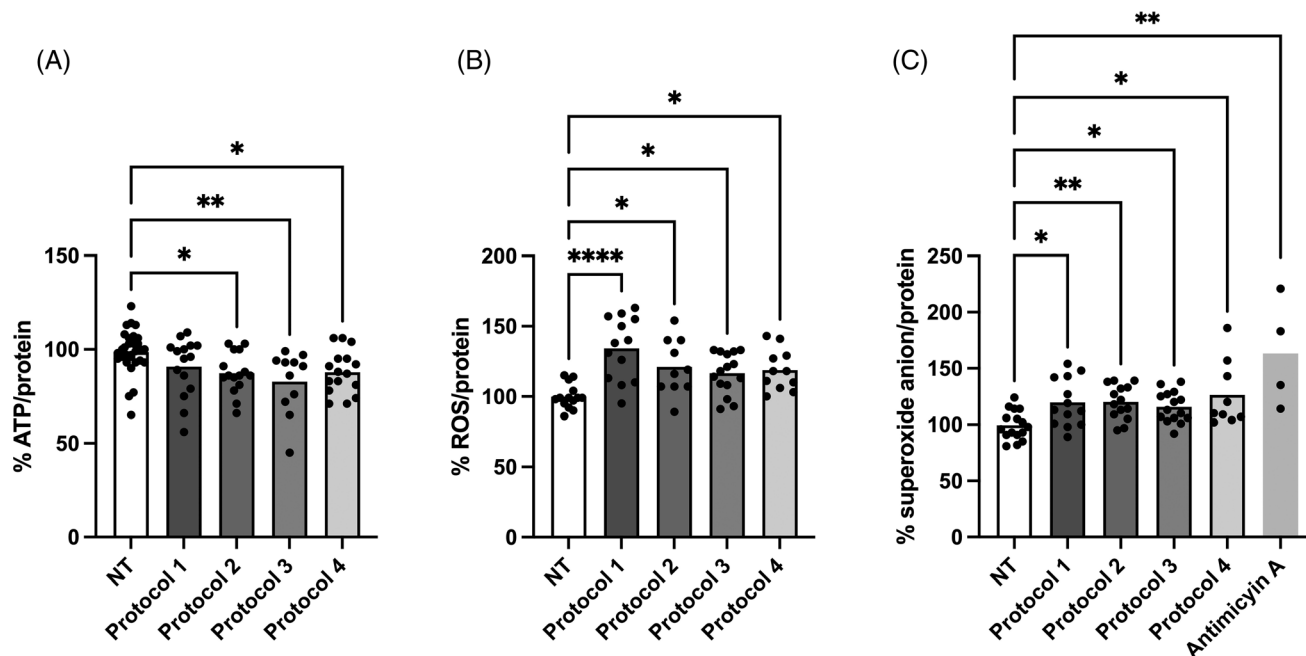 (A)
*
**
*
% ATP/protein
150
100
50
0
NT
Protocol 1
Protocol 2
Protocol 3
Protocol 4
(B)
*
*
*
****
% ROS/protein
200
150
100
50
0
NT
Protocol 1
Protocol 2
Protocol 3
Protocol 4
(C)
**
*
*
**
*
% superoxide anion/protein
250
200
150
100
50
0
NT
Protocol 1
Protocol 2
Protocol 3
Protocol 4
Antimicyin A